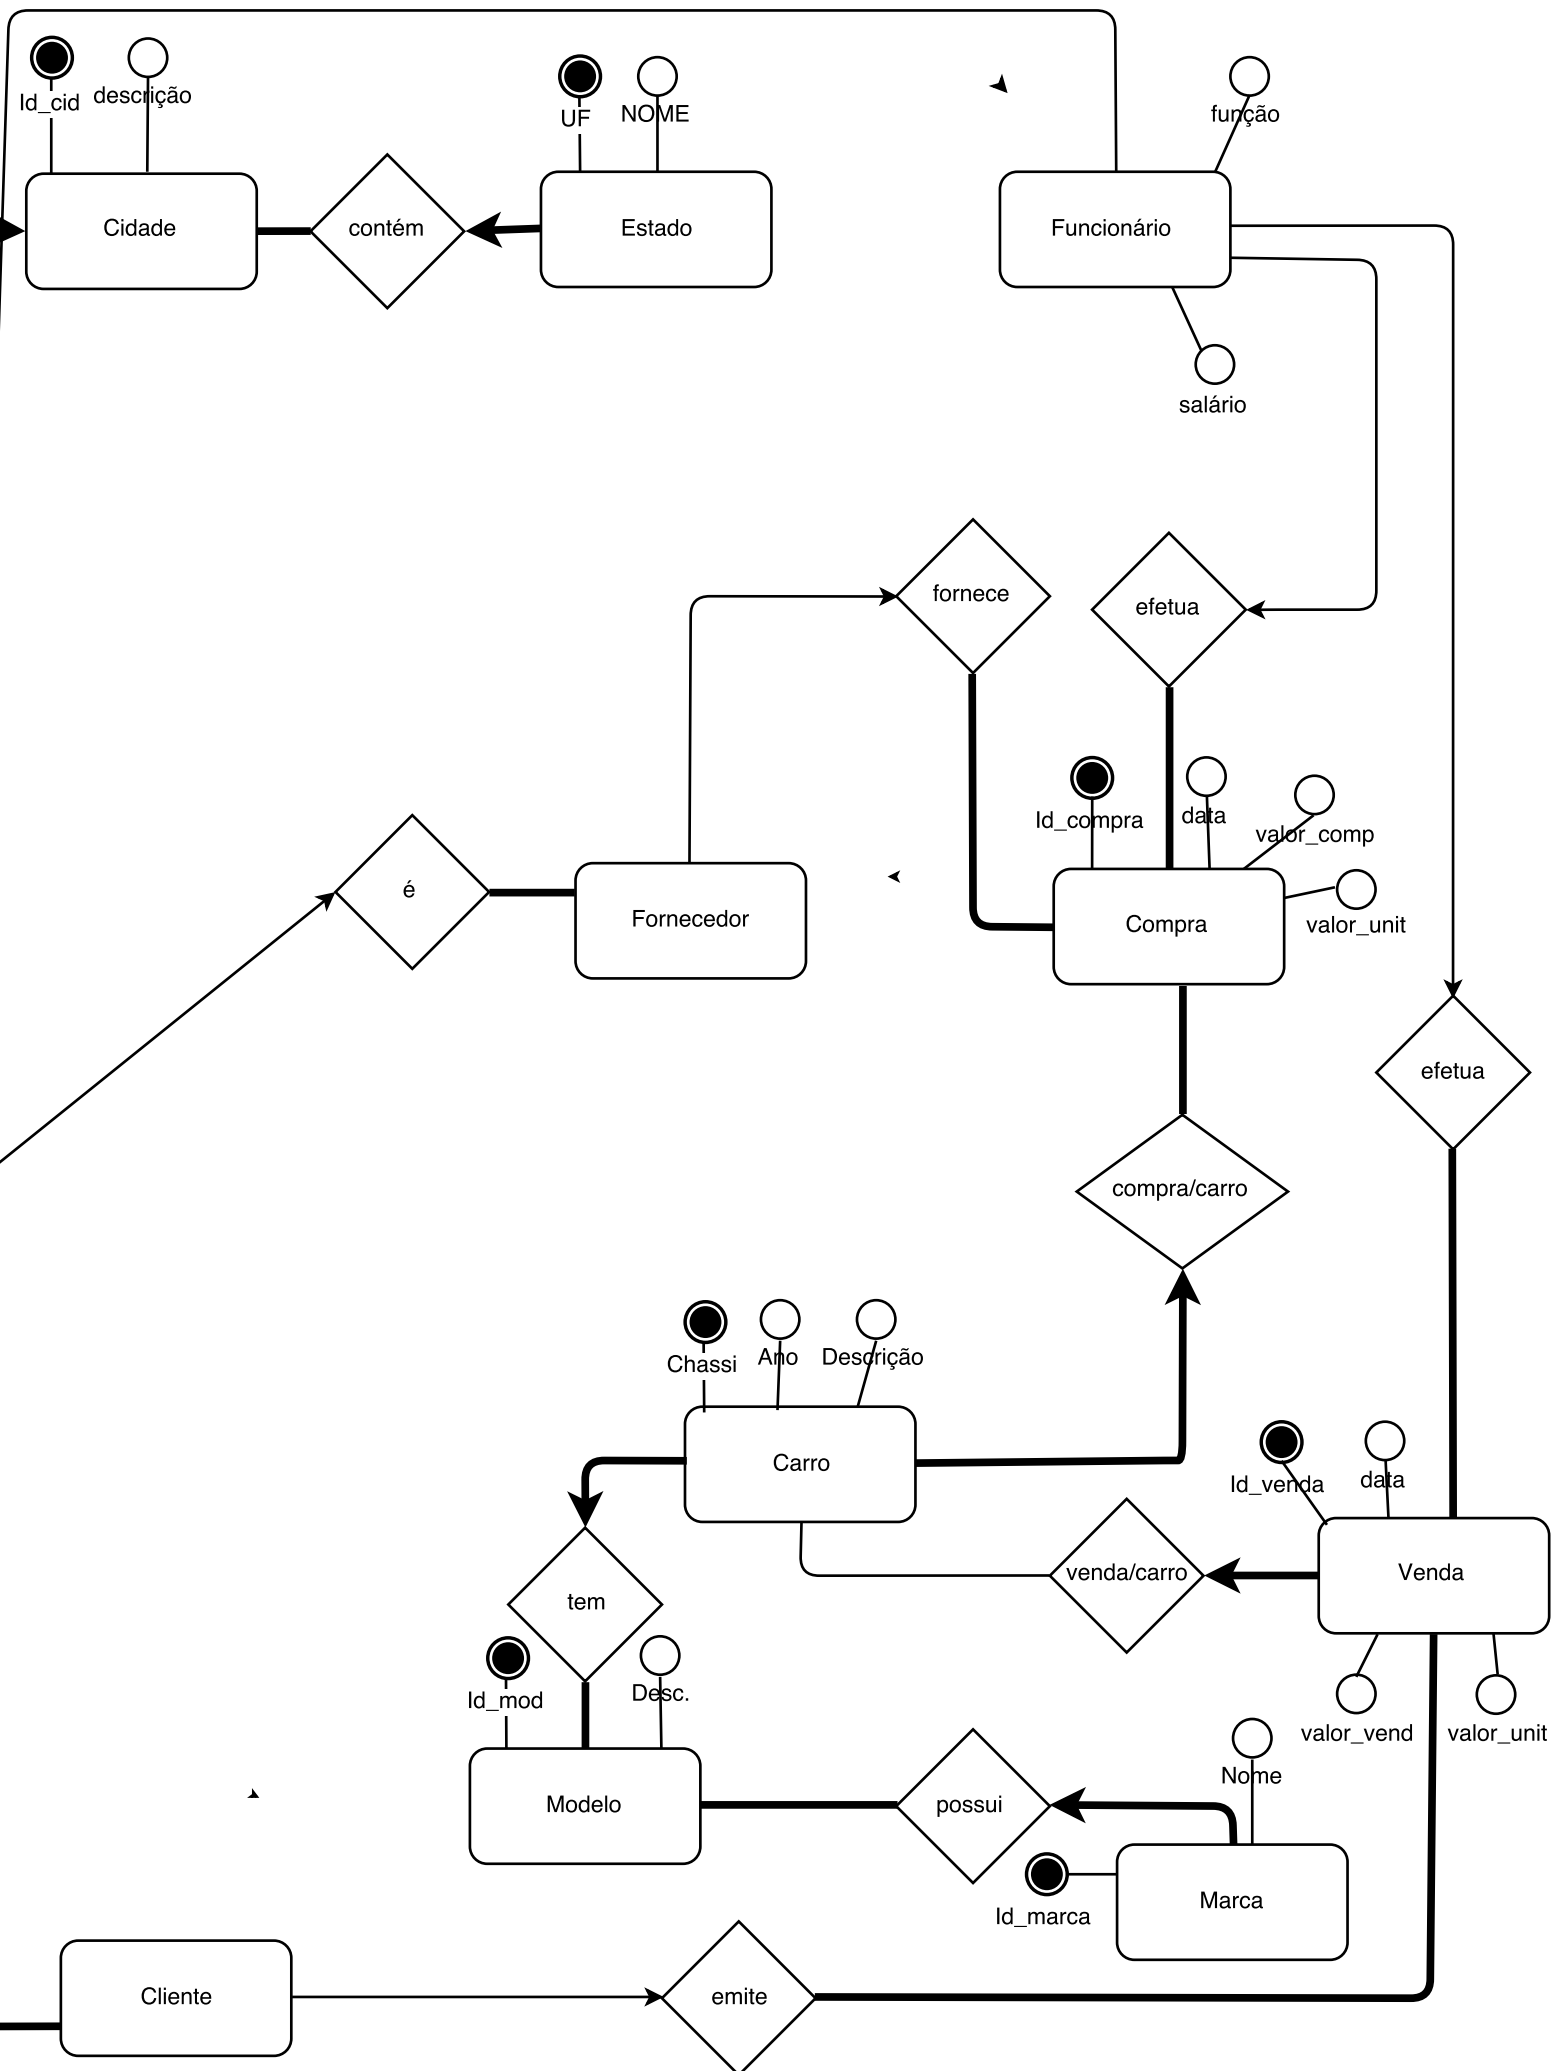 Id_cid
descrição
UF
NOME
função
Cidade
contém
Estado
Funcionário
salário
fornece
efetua
Id_compra
data
valor_comp
é
Fornecedor
Compra
valor_unit
efetua
compra/carro
Chassi
Ano
Descrição
Carro
Id_venda
data
venda/carro
Venda
tem
Id_mod
Desc.
valor_vend
valor_unit
Nome
Modelo
possui
Marca
Id_marca
Cliente
emite